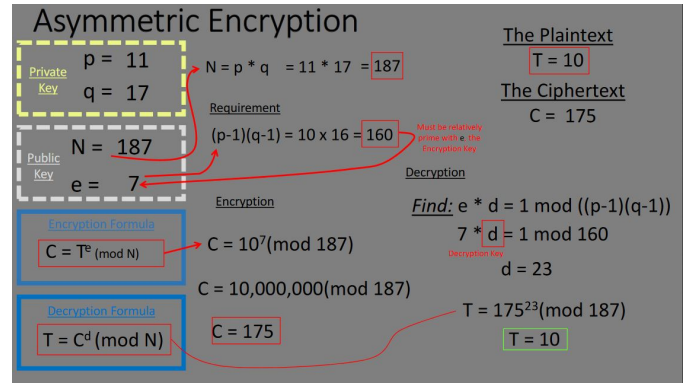 Asymmetric Encryption
Private Key
p = 11
q = 17
N = p * q = 11 * 17 = 187
Requirement
(p-1)(q-1) = 10 x 16 = 160
Must be relatively
prime with e, the
Encryption Key
Public Key
N = 187
e = 7
The Plaintext
T = 10
The Ciphertext
C = 175
Encryption Formula
C = Tᵉ (mod N)
Encryption
C = 10⁷(mod 187)
C = 10,000,000(mod 187)
C = 175
Decryption
Find: e * d = 1 mod ((p-1)(q-1))
7 * d = 1 mod 160
Decryption Key
d = 23
Decryption Formula
T = Cᵈ (mod N)
T = 175²³(mod 187)
T = 10